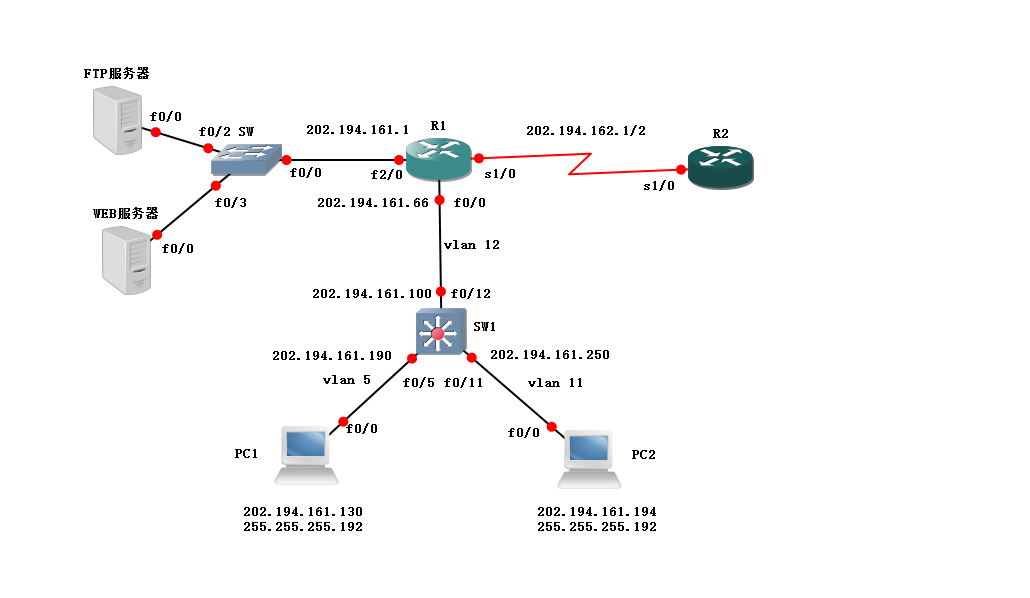 FTP服务器
f0/0
f0/2 SW
202.194.161.1
R1
202.194.162.1/2
R2
f0/0
f2/0
s1/0
s1/0
f0/3
202.194.161.66
f0/0
WEB服务器
f0/0
vlan 12
202.194.161.100
f0/12
SW1
202.194.161.190
202.194.161.250
vlan 5
f0/5
f0/11
vlan 11
f0/0
f0/0
PC1
PC2
202.194.161.130
255.255.255.192
202.194.161.194
255.255.255.192